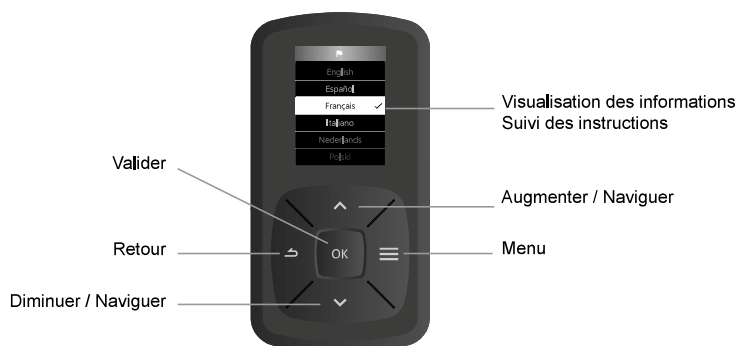 English
Español
Français
Italiano
Nederlands
Polski
Visualisation des informations
Suivi des instructions
Valider
Augmenter / Naviguer
Retour
OK
Menu
Diminuer / Naviguer